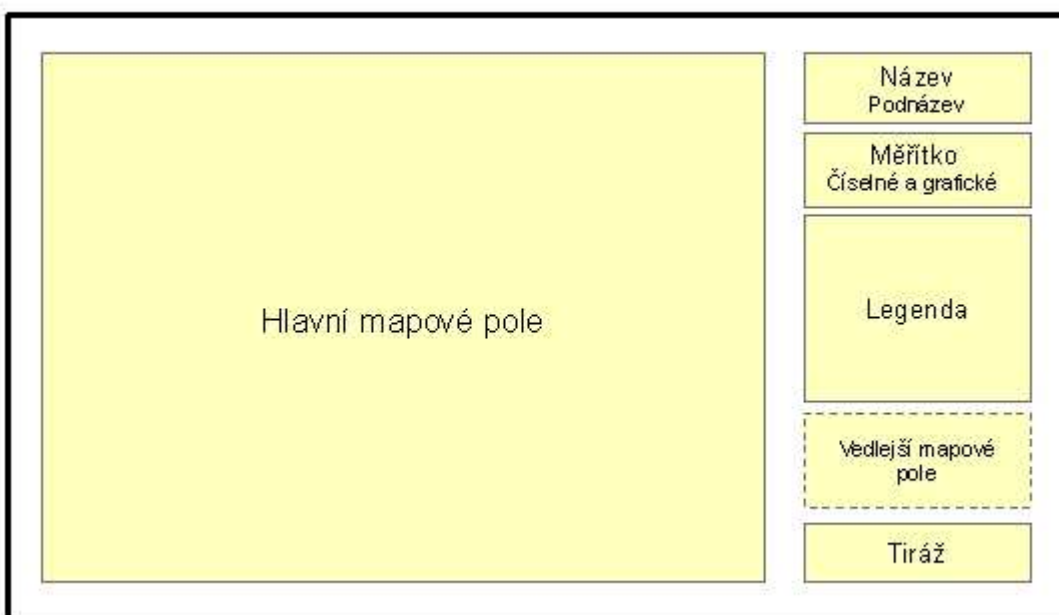 Název
Podnázev
Měřítko
Číselné a grafické
Hlavní mapové pole
Legenda
Vedlejší mapové
pole
Tiráž